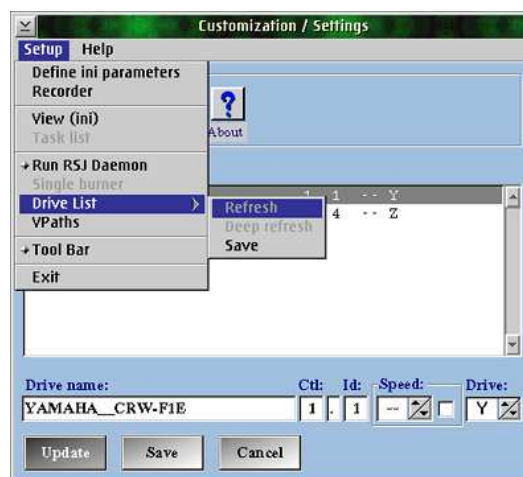 Customization / Settings
Setup Help
Define ini parameters
Recorder
View (ini)
Task list
Run RSJ Daemon
Single burner
Drive List
VPaths
Tool Bar
Exit
About
1 1 -- Y
4 -- Z
Refresh
Deep refresh
Save
Drive name: Ctl: Id: Speed: Drive:
YAMAHA__CRW-F1E 1 . 1 -- Y
Update Save Cancel